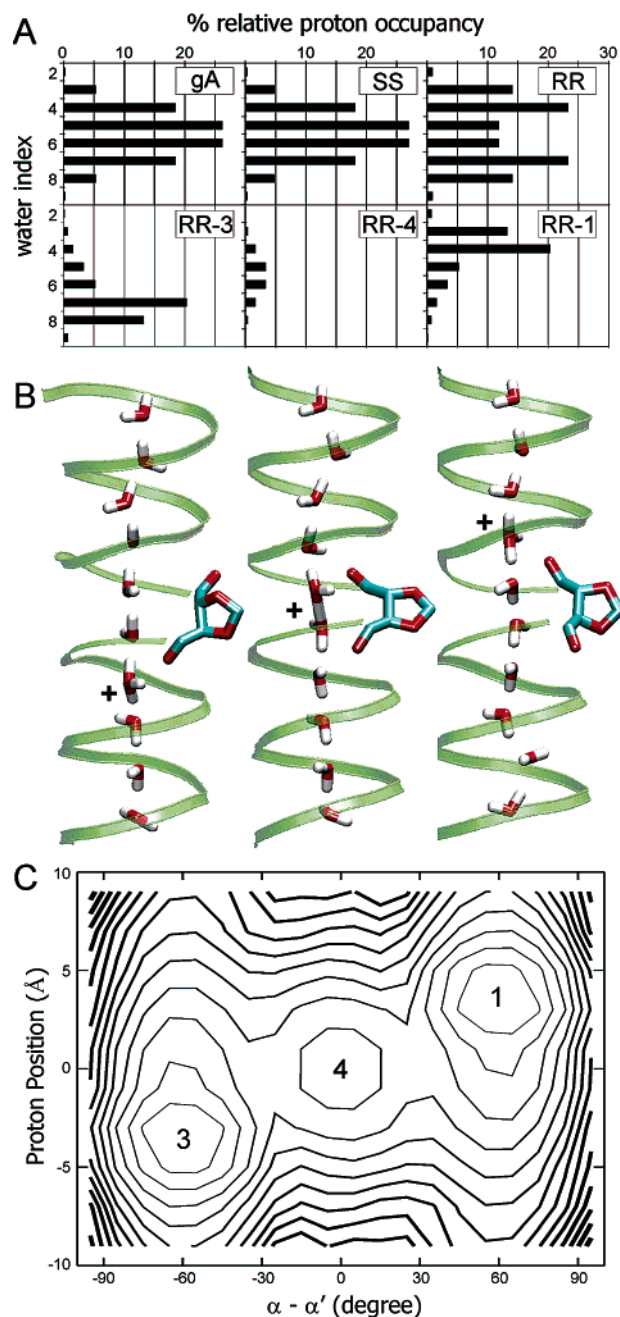 A
% relative proton occupancy
0 10 20 0 10 20 0 10 20 30
gA SS RR
2
4
6
8
water index
RR-3 RR-4 RR-1
2
4
6
8
B
+
+
+
C
10
5
0
-5
-10
Proton Position (Å)
1
4
3
-90 -60 -30 0 30 60 90
α - α′ (degree)